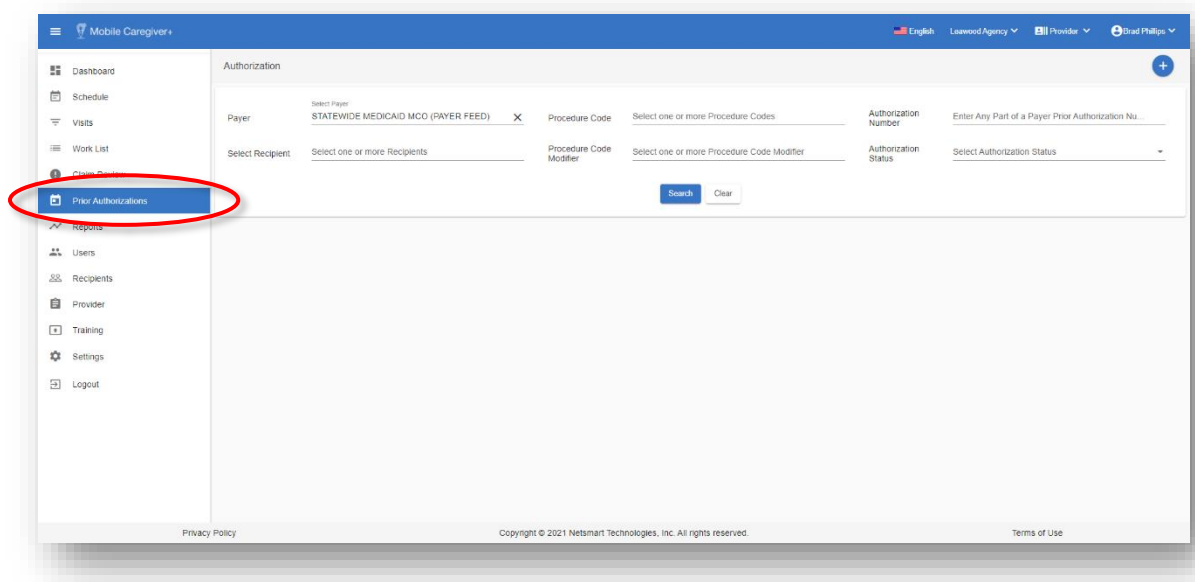 Mobile Caregiver+
English Leawood Agency Provider Brad Phillips
Dashboard
Schedule
Visits
Work List
Claim Review
Prior Authorizations
Reports
Users
Recipients
Provider
Training
Settings
Logout
Authorization
Payer
Select Payer
STATEWIDE MEDICAID MCO (PAYER FEED)
Procedure Code
Select one or more Procedure Codes
Authorization
Number
Enter Any Part of a Payer Prior Authorization Nu...
Select Recipient
Select one or more Recipients
Procedure Code
Modifier
Select one or more Procedure Code Modifier
Authorization
Status
Select Authorization Status
Search Clear
Privacy Policy Copyright © 2021 Netsmart Technologies, Inc. All rights reserved. Terms of Use